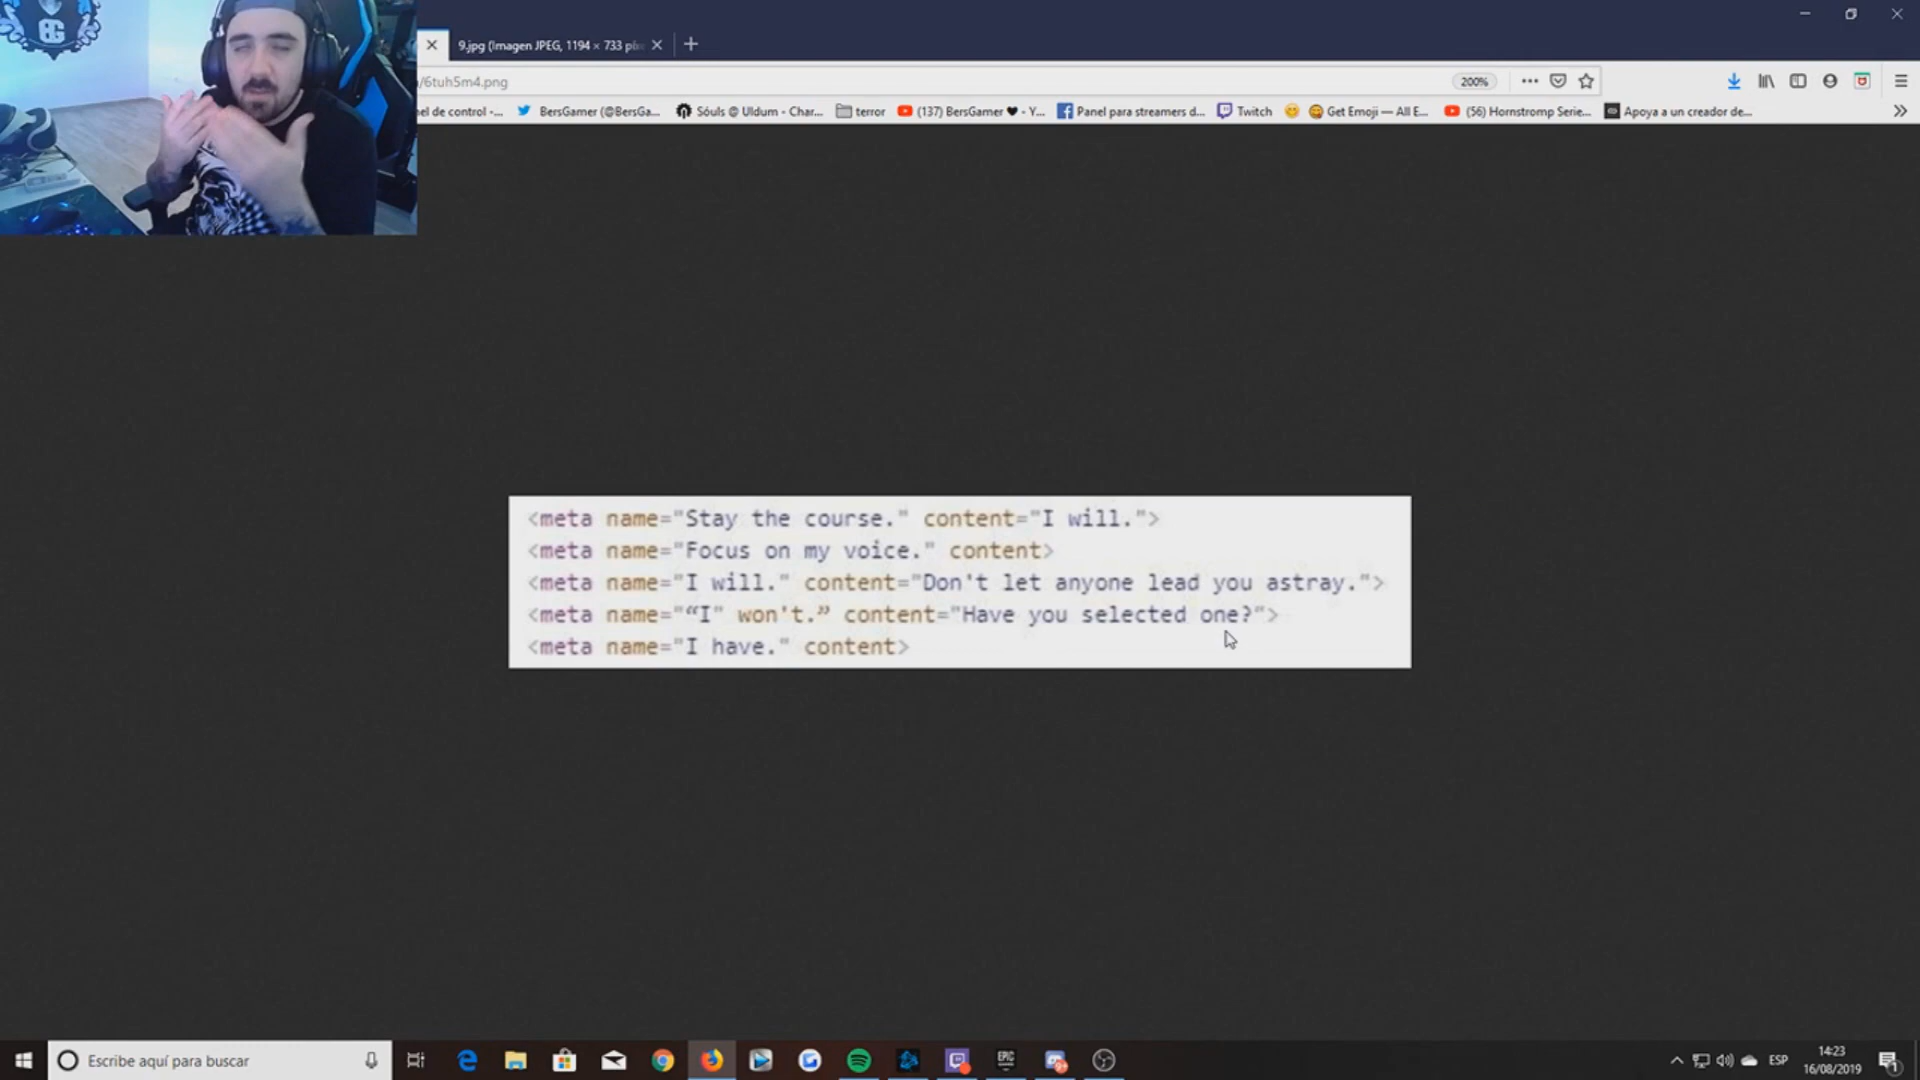 9.jpg (Imagen JPEG, 1194 × 733 pí
/6tuh5m4.png
200%
el de control -...
BersGamer (@BersGa...
Sóuls @ Uldum - Char...
terror
(137) BersGamer ♥ - Y...
Panel para streamers d...
Twitch
Get Emoji — All E...
(56) Hornstromp Serie...
Apoya a un creador de...
<meta name="Stay the course." content="I will.">
<meta name="Focus on my voice." content>
<meta name="I will." content="Don't let anyone lead you astray.">
<meta name="“I" won't.” content="Have you selected one?">
<meta name="I have." content>
Escribe aquí para buscar
EPIC
ESP
14:23
16/08/2019
1